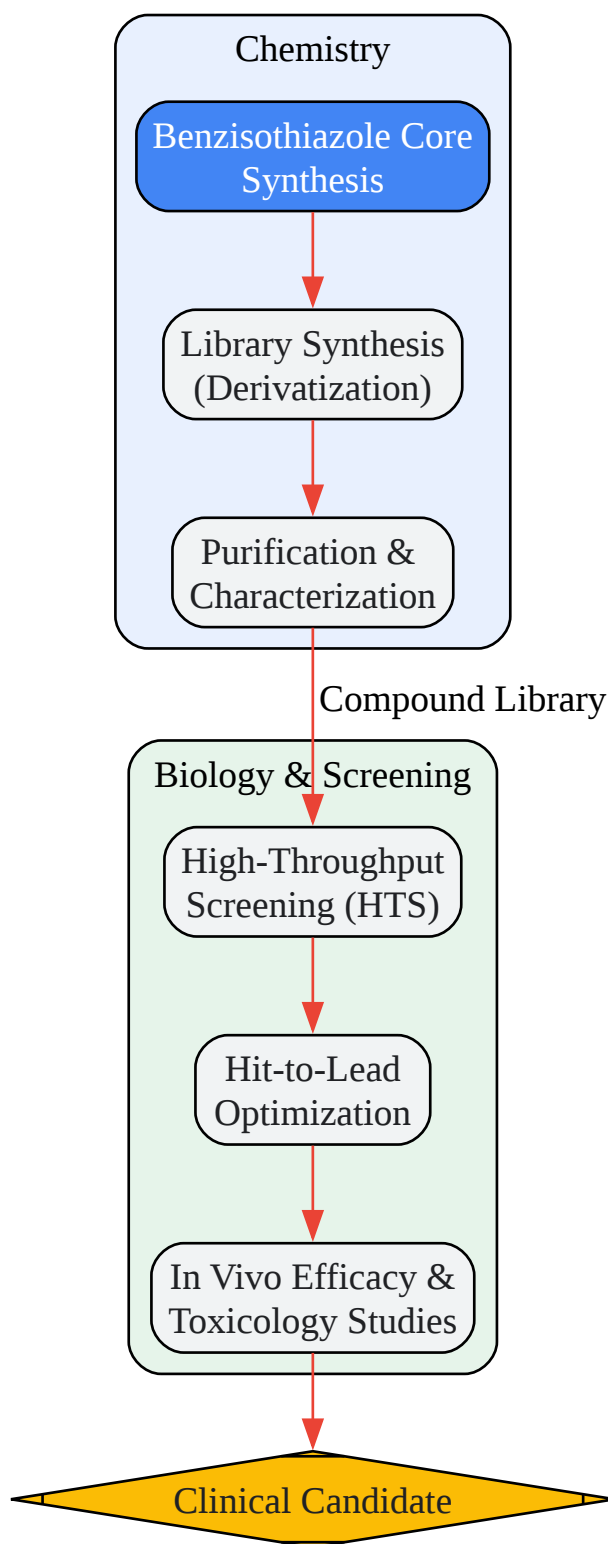 Chemistry
Benzisothiazole Core
Synthesis
Library Synthesis
(Derivatization)
Purification &
Characterization
Compound Library
Biology & Screening
High-Throughput
Screening (HTS)
Hit-to-Lead
Optimization
In Vivo Efficacy &
Toxicology Studies
Clinical Candidate